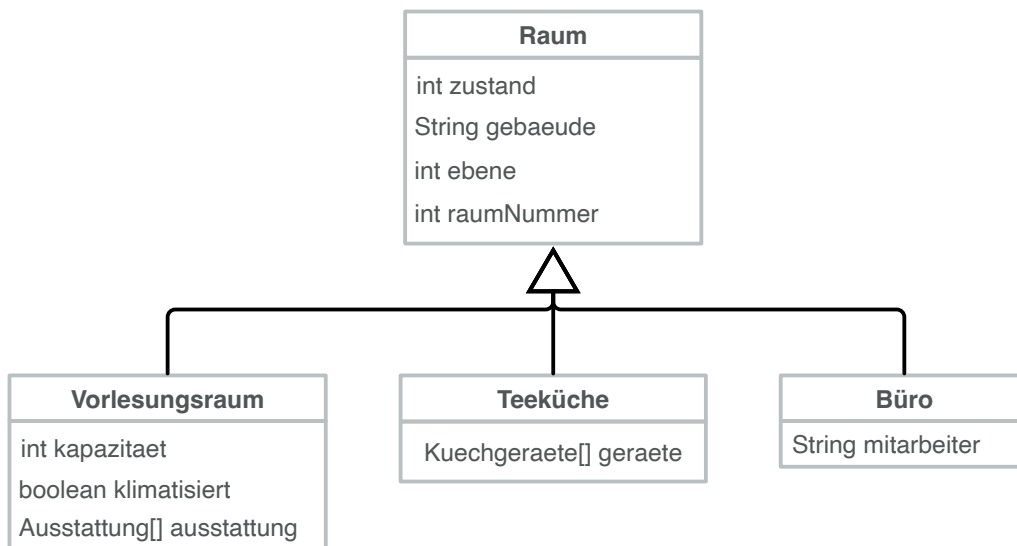 Raum
int zustand
String gebaeude
int ebene
int raumNummer
Vorlesungsraum
int kapazitaet
boolean klimatisiert
Ausstattung[] ausstattung
Teeküche
Kuechgeraete[] geraete
Büro
String mitarbeiter